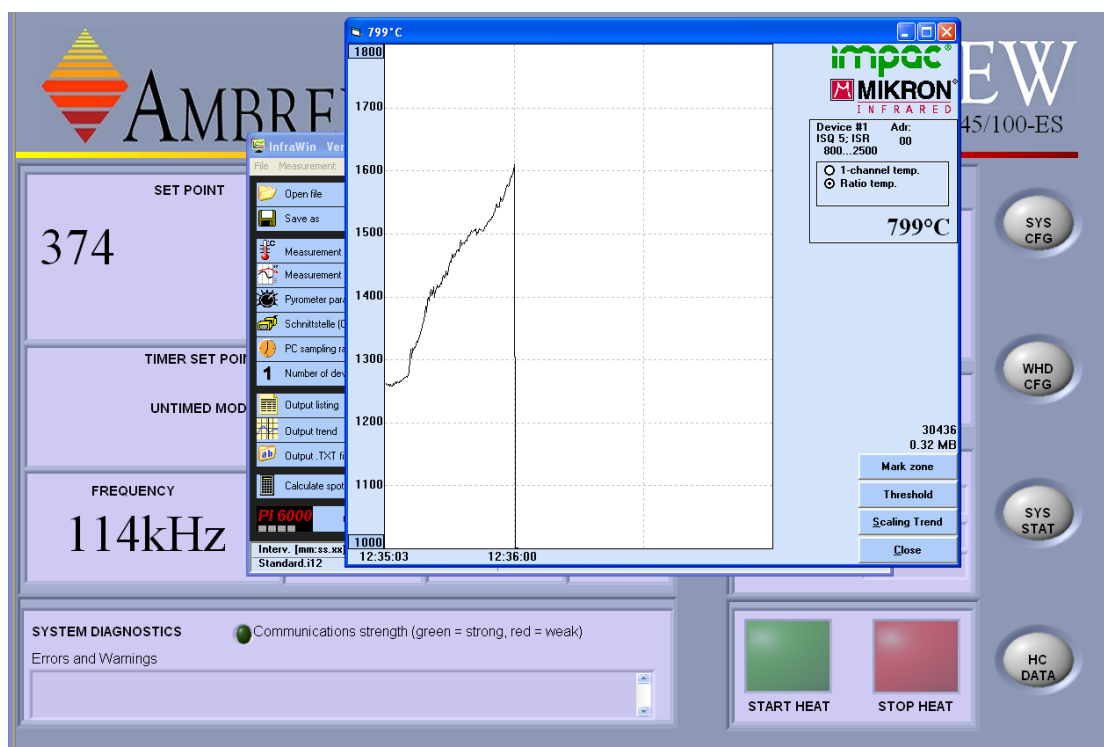 AMBRE
EW
45/100-ES
SET POINT
374
TIMER SET POI
UNTIMED MOD
FREQUENCY
114kHz
InfraWin Ver
File Measurement
Open file
Save as
Measurement
Measurement
Pyrometer para
Schnittstelle (C
PC sampling ra
1 Number of dev
Output listing
Output trend
Output .TXT fi
Calculate spot
PI 6000
Interv. [mm:ss.xx]
Standard.i12
799°C
1800
1700
1600
1500
1400
1300
1200
1100
1000
12:35:03 12:36:00
impac®
M MIKRON®
INFRARED
Device #1 Adr:
ISQ 5; ISR 00
800...2500
1-channel temp.
Ratio temp.
799°C
30436
0.32 MB
Mark zone
Threshold
Scaling Trend
Close
SYS
CFG
WHD
CFG
SYS
STAT
HC
DATA
SYSTEM DIAGNOSTICS
Communications strength (green = strong, red = weak)
Errors and Warnings
START HEAT
STOP HEAT